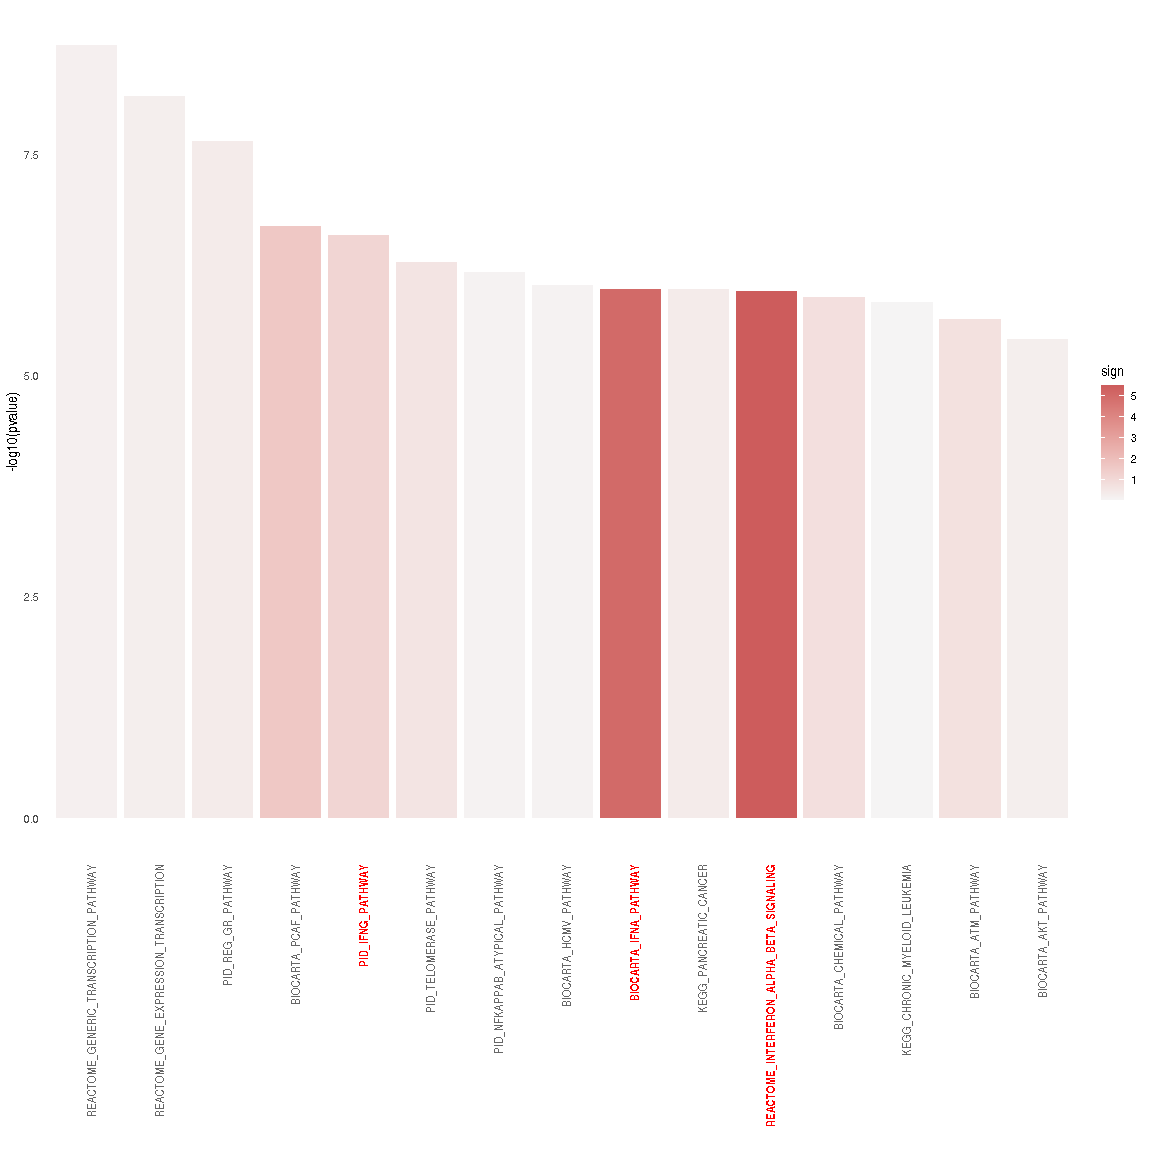 7.5
5.0
2.5
0.0
-log10(pvalue)
REACTOME_GENERIC_TRANSCRIPTION_PATHWAY
REACTOME_GENE_EXPRESSION_TRANSCRIPTION
PID_REG_GR_PATHWAY
BIOCARTA_PCAF_PATHWAY
PID_IFNG_PATHWAY
PID_TELOMERASE_PATHWAY
PID_NFKAPPAB_ATYPICAL_PATHWAY
BIOCARTA_HCMV_PATHWAY
BIOCARTA_IFNA_PATHWAY
KEGG_PANCREATIC_CANCER
REACTOME_INTERFERON_ALPHA_BETA_SIGNALING
BIOCARTA_CHEMICAL_PATHWAY
KEGG_CHRONIC_MYELOID_LEUKEMIA
BIOCARTA_ATM_PATHWAY
BIOCARTA_AKT_PATHWAY
sign
5
4
3
2
1